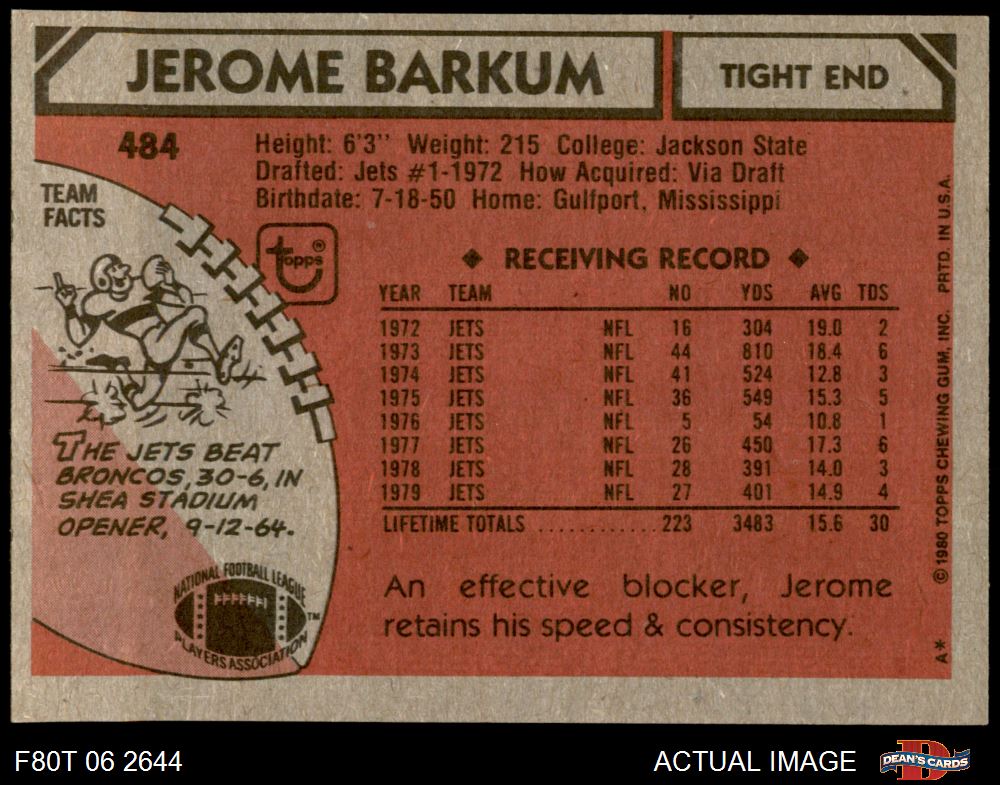 JEROME BARKUM
TIGHT END
484
Height: 6'3'' Weight: 215 College: Jackson State
Drafted: Jets #1-1972 How Acquired: Via Draft
Birthdate: 7-18-50 Home: Gulfport, Mississippi
TEAM
FACTS
topps®
THE JETS BEAT
BRONCOS, 30-6, IN
SHEA STADIUM
OPENER, 9-12-64.
NATIONAL FOOTBALL LEAGUE
PLAYERS ASSOCIATION
TM
◆ RECEIVING RECORD ◆
YEAR TEAM NO YDS AVG TDS
1972 JETS NFL 16 304 19.0 2
1973 JETS NFL 44 810 18.4 6
1974 JETS NFL 41 524 12.8 3
1975 JETS NFL 36 549 15.3 5
1976 JETS NFL 5 54 10.8 1
1977 JETS NFL 26 450 17.3 6
1978 JETS NFL 28 391 14.0 3
1979 JETS NFL 27 401 14.9 4
LIFETIME TOTALS ............ 223 3483 15.6 30
An effective blocker, Jerome
retains his speed & consistency.
A* © 1980 TOPPS CHEWING GUM, INC. PRTD. IN U.S.A.
F80T 06 2644
ACTUAL IMAGE
D
DEAN'S CARDS